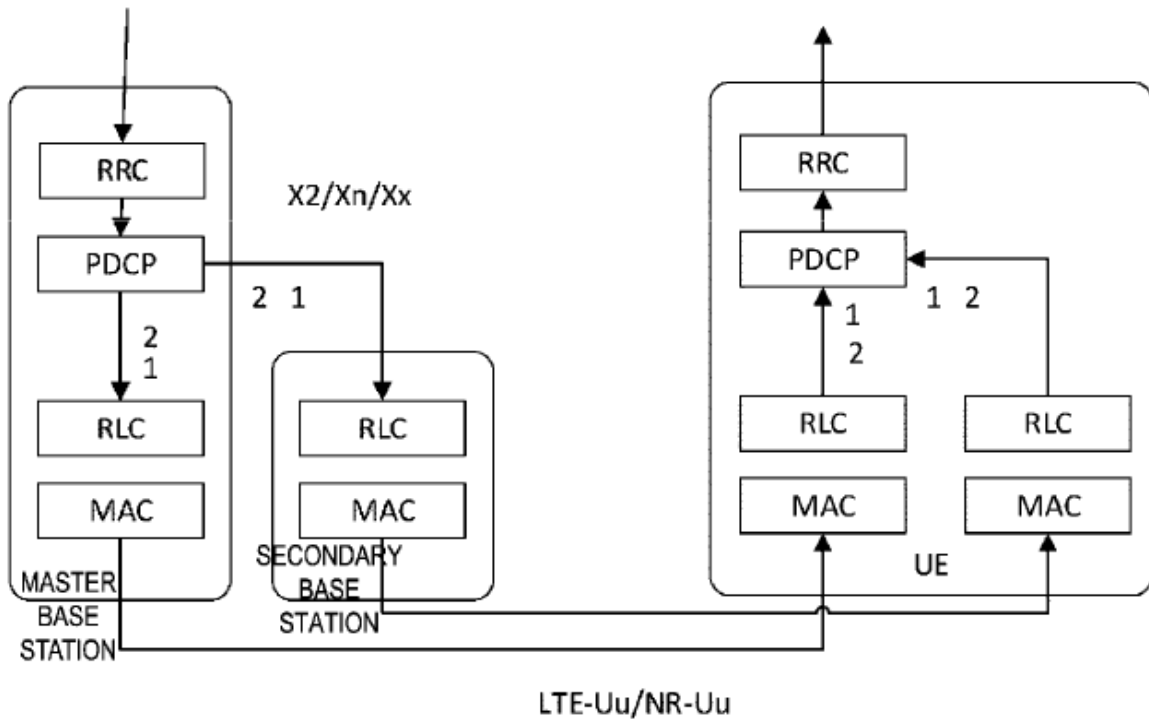 RRC
X2/Xn/Xx
PDCP
2 1
2
1
RLC
MAC
MASTER
BASE
STATION
RLC
MAC
SECONDARY
BASE
STATION
RRC
PDCP
1 2
1
2
RLC
RLC
MAC
MAC
UE
LTE-Uu/NR-Uu